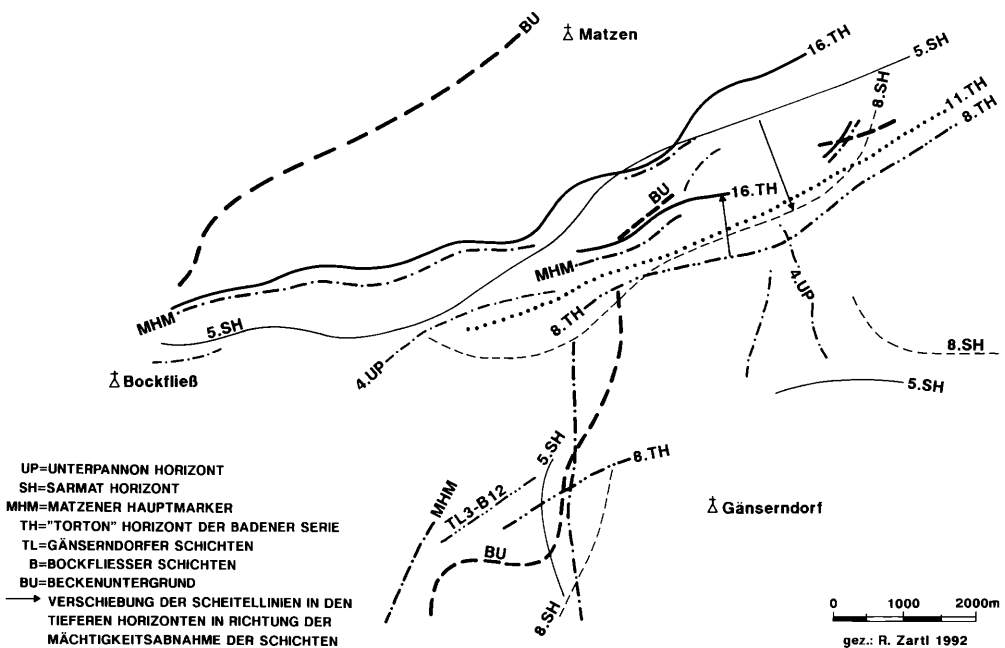 BU
Matzen
16.TH
5.SH
8.SH
11.TH
8.TH
BU
16.TH
MHM
4.UP
MHM
5.SH
8.TH
4.UP
8.SH
Bockfließ
5.SH
5.SH
8.TH
MHM
TL3-B12
Gänserndorf
BU
8.SH
UP=UNTERPANNON HORIZONT
SH=SARMAT HORIZONT
MHM=MATZENER HAUPTMARKER
TH="TORTON" HORIZONT DER BADENER SERIE
TL=GÄNSERNDORFER SCHICHTEN
B=BOCKFLIESSER SCHICHTEN
BU=BECKENUNTERGRUND
VERSCHIEBUNG DER SCHEITELLINIEN IN DEN
TIEFEREN HORIZONTEN IN RICHTUNG DER
MÄCHTIGKEITSABNAHME DER SCHICHTEN
0 1000 2000m
gez.: R. Zartl 1992